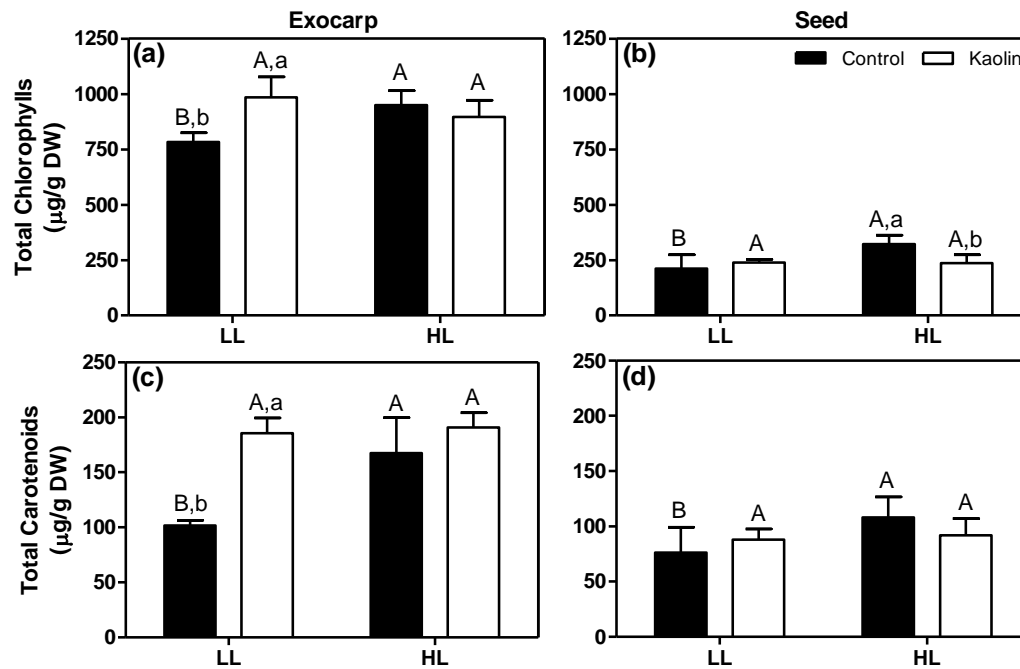 Exocarp
Seed
Total Chlorophylls
(μg/g DW)
1250
1000
750
500
250
0
(a)
B,b
A,a
A
A
LL
HL
1250
1000
750
500
250
0
(b)
Control
Kaolin
B
A
A,a
A,b
LL
HL
Total Carotenoids
(μg/g DW)
250
200
150
100
50
0
(c)
B,b
A,a
A
A
LL
HL
250
200
150
100
50
0
(d)
B
A
A
A
LL
HL